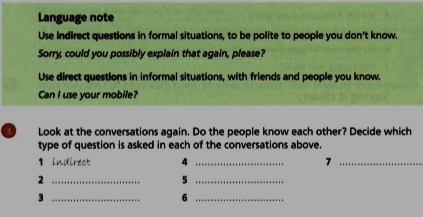 Language note
Use indirect questions in formal situations, to be polite to people you don't know.
Sorry, could you possibly explain that again, please?
Use direct questions in informal situations, with friends and people you know.
Can I use your mobile?
3 Look at the conversations again. Do the people know each other? Decide which
type of question is asked in each of the conversations above.
1 indirect 4 .............................. 7 ..............................
2 .............................. 5 ..............................
3 .............................. 6 ..............................